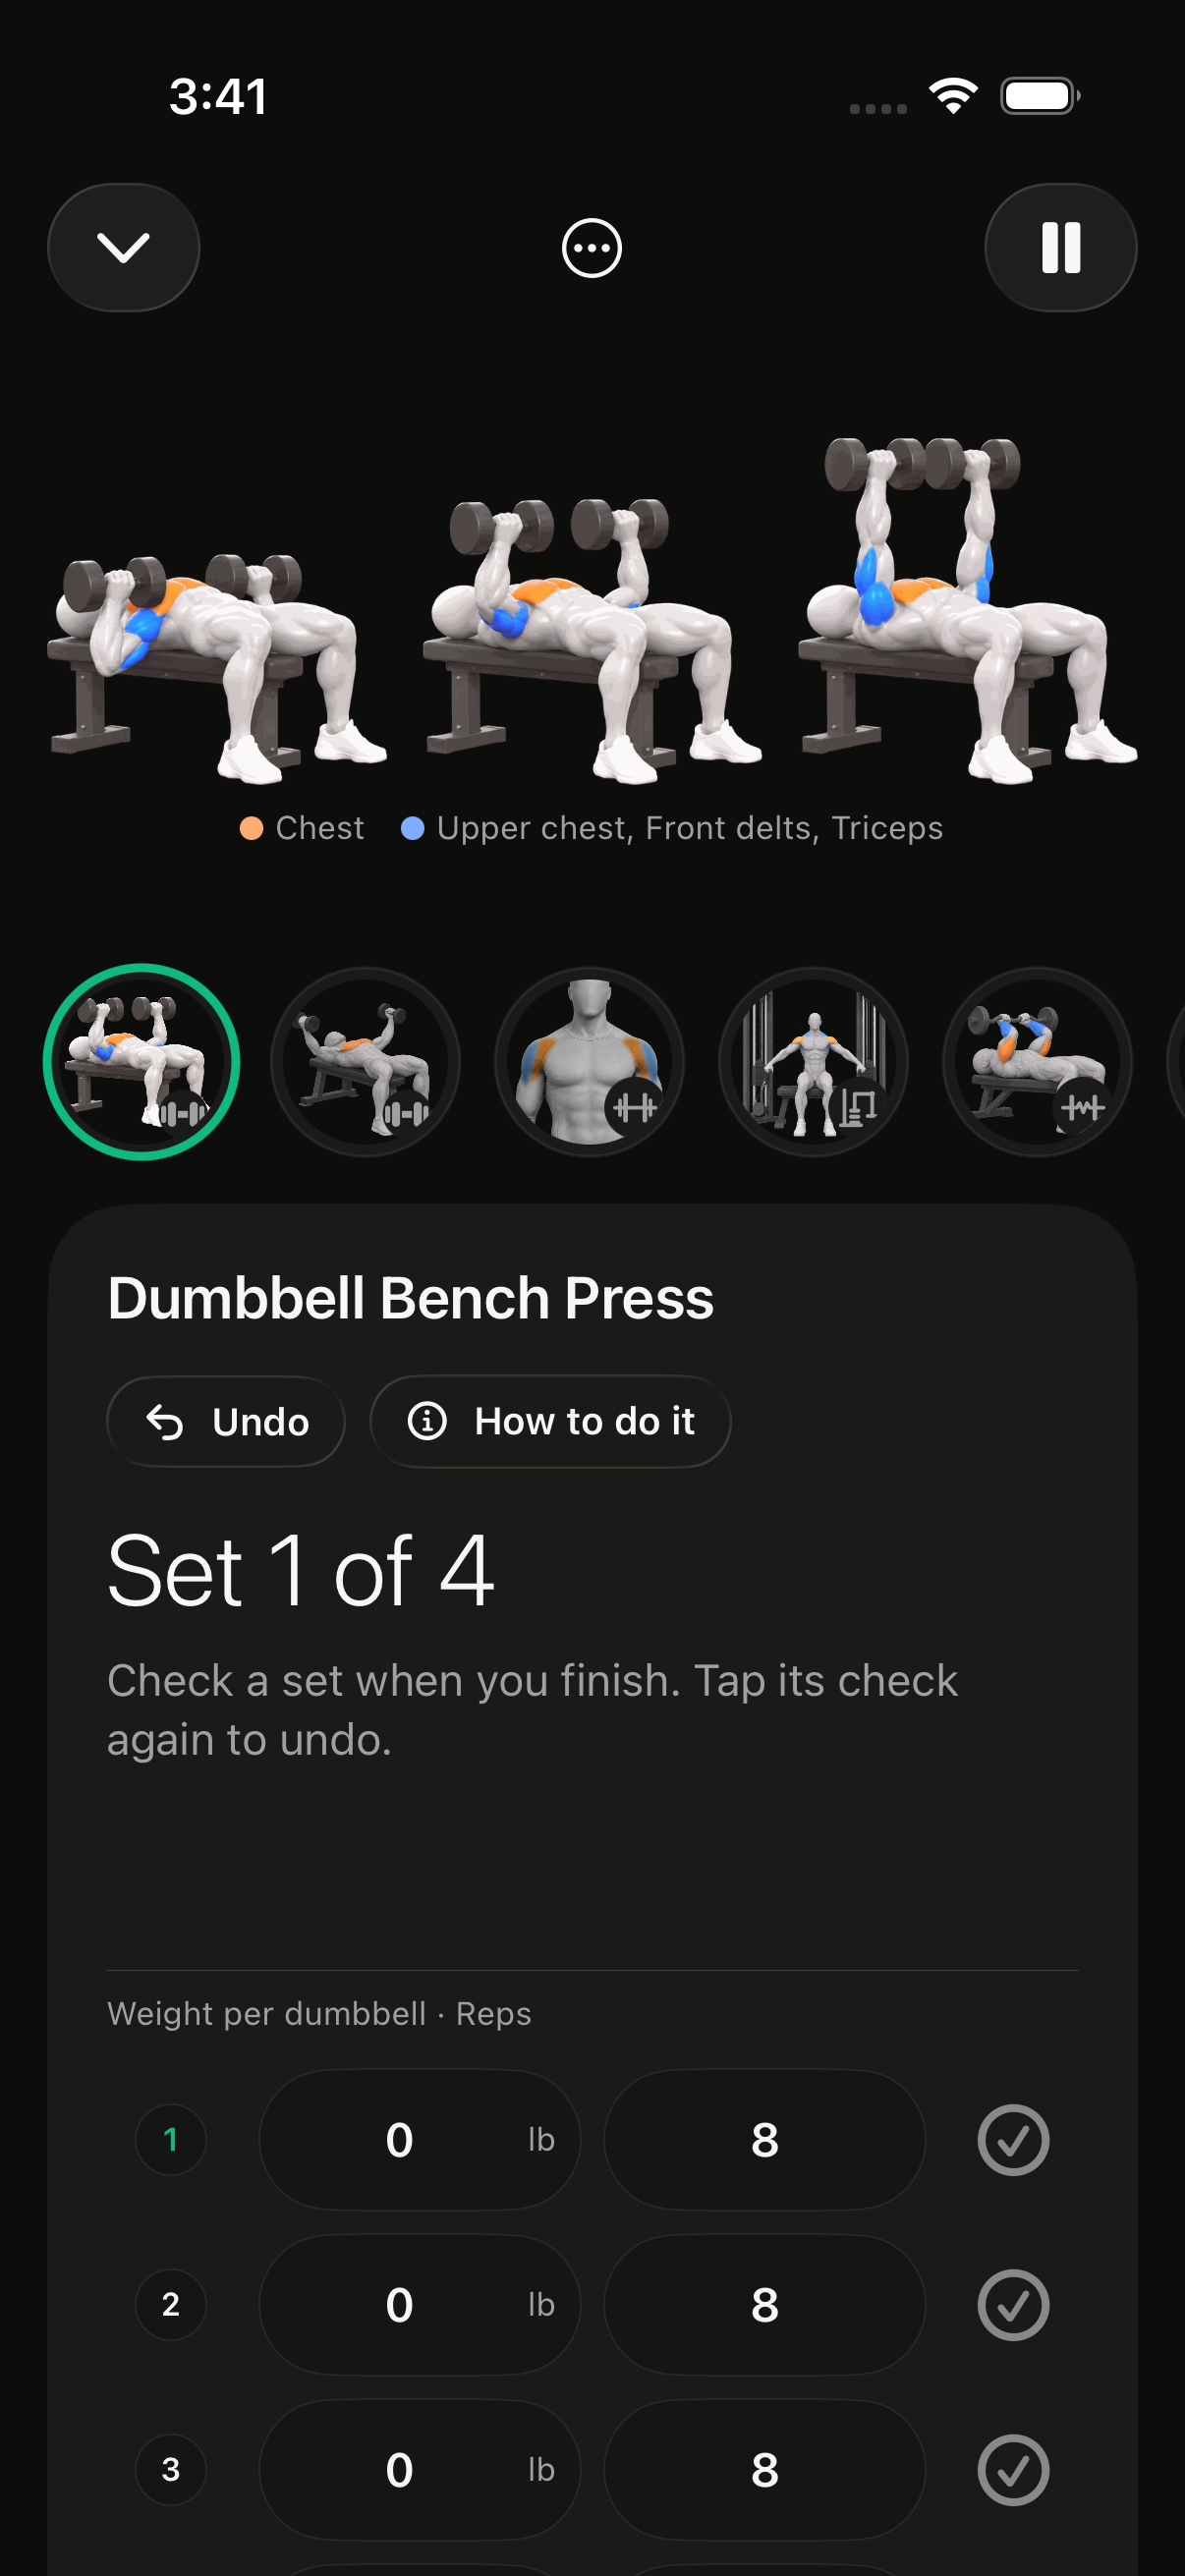 3:41
Chest
Upper chest, Front delts, Triceps
Dumbbell Bench Press
Undo
How to do it
Set 1 of 4
Check a set when you finish. Tap its check
again to undo.
Weight per dumbbell · Reps
1 0 lb 8
2 0 lb 8
3 0 lb 8